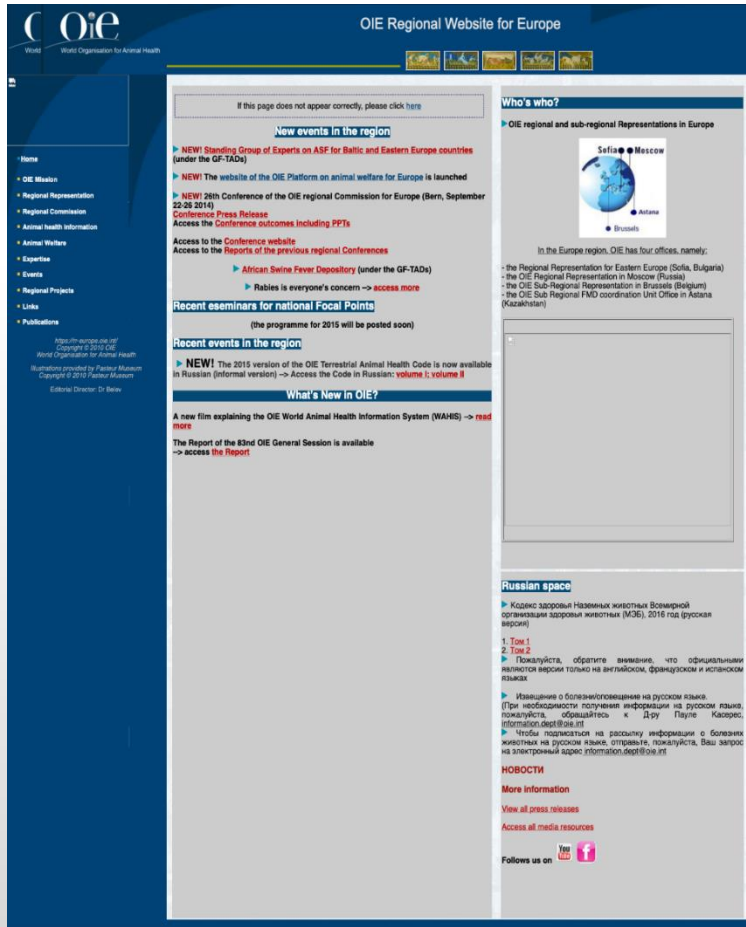 Oie
World
World Organisation for Animal Health
OIE Regional Website for Europe
Home
OIE Mission
Regional Representation
Regional Commission
Animal health Information
Animal Welfare
Expertise
Events
Regional Projects
Links
Publications
https://r-europe.oie.int/
Copyright © 2010 OIE
World Organisation for Animal Health
Illustrations provided by Pasteur Museum
Copyright © 2010 Pasteur Museum
Editorial Director: Dr Belev
If this page does not appear correctly, please click here
New events in the region
NEW! Standing Group of Experts on ASF for Baltic and Eastern Europe countries
(under the GF-TADs)
NEW! The website of the OIE Platform on animal welfare for Europe is launched
NEW! 26th Conference of the OIE regional Commission for Europe (Bern, September
22-26 2014)
Conference Press Release
Access the Conference outcomes including PPTs
Access to the Conference website
Access to the Reports of the previous regional Conferences
African Swine Fever Depository (under the GF-TADs)
Rabies is everyone's concern –> access more
Recent eseminars for national Focal Points
(the programme for 2015 will be posted soon)
Recent events in the region
NEW! The 2015 version of the OIE Terrestrial Animal Health Code is now available
in Russian (informal version) –> Access the Code in Russian: volume I; volume II
What's New in OIE?
A new film explaining the OIE World Animal Health Information System (WAHIS) –> read
more
The Report of the 83nd OIE General Session is available
–> access the Report
Who's who?
OIE regional and sub-regional Representations in Europe
Sofia Moscow
Astana
Brussels
In the Europe region, OIE has four offices, namely:
- the Regional Representation for Eastern Europe (Sofia, Bulgaria)
- the OIE Regional Representation in Moscow (Russia)
- the OIE Sub-Regional Representation in Brussels (Belgium)
- the OIE Sub Regional FMD coordination Unit Office in Astana
(Kazakhstan)
Russian space
Кодекс здоровья Наземных животных Всемирной
организации здоровья животных (МЭБ), 2016 год (русская
версия)
1. Том 1
2. Том 2
Пожалуйста, обратите внимание, что официальными
являются версии только на английском, французском и испанском
языках
Извещение о болезни/оповещение на русском языке.
(При необходимости получения информации на русском языке,
пожалуйста, обращайтесь к Д-ру Пауле Касерес,
information.dept@oie.int
Чтобы подписаться на рассылку информации о болезнях
животных на русском языке, отправьте, пожалуйста, Ваш запрос
на электронный адрес information.dept@oie.int
НОВОСТИ
More information
View all press releases
Access all media resources
Follows us on You Tube f